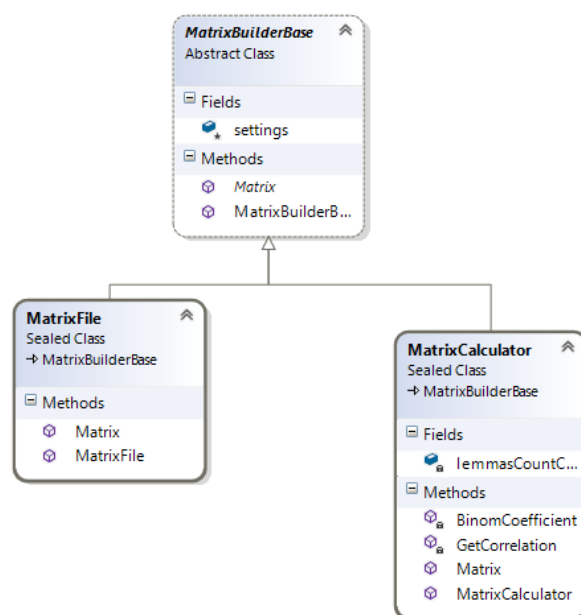 MatrixBuilderBase
Abstract Class
Fields
settings
Methods
Matrix
MatrixBuilderB...
MatrixFile
Sealed Class
MatrixBuilderBase
Methods
Matrix
MatrixFile
MatrixCalculator
Sealed Class
MatrixBuilderBase
Fields
lemmasCountC...
Methods
BinomCoefficient
GetCorrelation
Matrix
MatrixCalculator